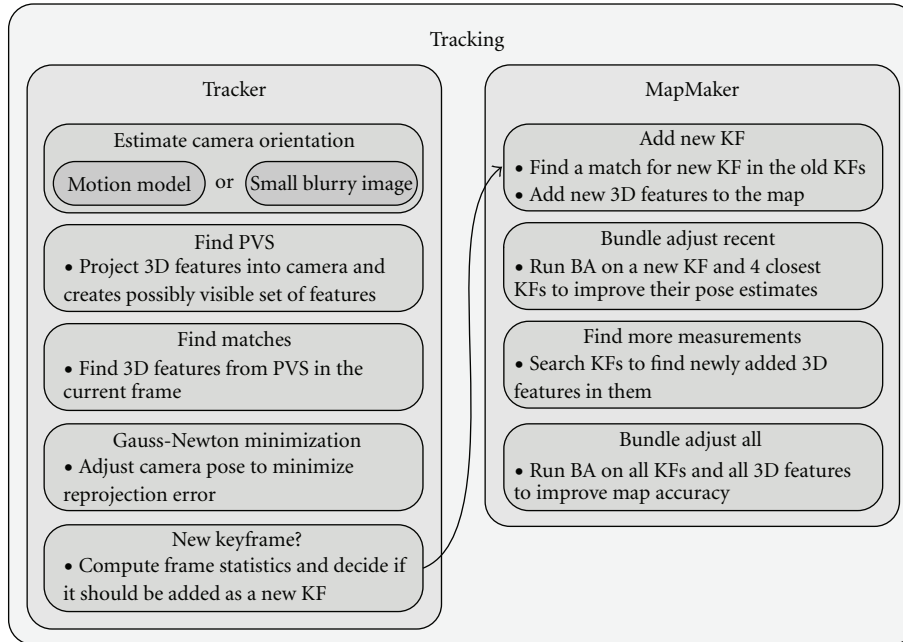 Tracking
Tracker
Estimate camera orientation
Motion model or Small blurry image
Find PVS
• Project 3D features into camera and
creates possibly visible set of features
Find matches
• Find 3D features from PVS in the
current frame
Gauss-Newton minimization
• Adjust camera pose to minimize
reprojection error
New keyframe?
• Compute frame statistics and decide if
it should be added as a new KF
MapMaker
Add new KF
• Find a match for new KF in the old KFs
• Add new 3D features to the map
Bundle adjust recent
• Run BA on a new KF and 4 closest
KFs to improve their pose estimates
Find more measurements
• Search KFs to find newly added 3D
features in them
Bundle adjust all
• Run BA on all KFs and all 3D features
to improve map accuracy